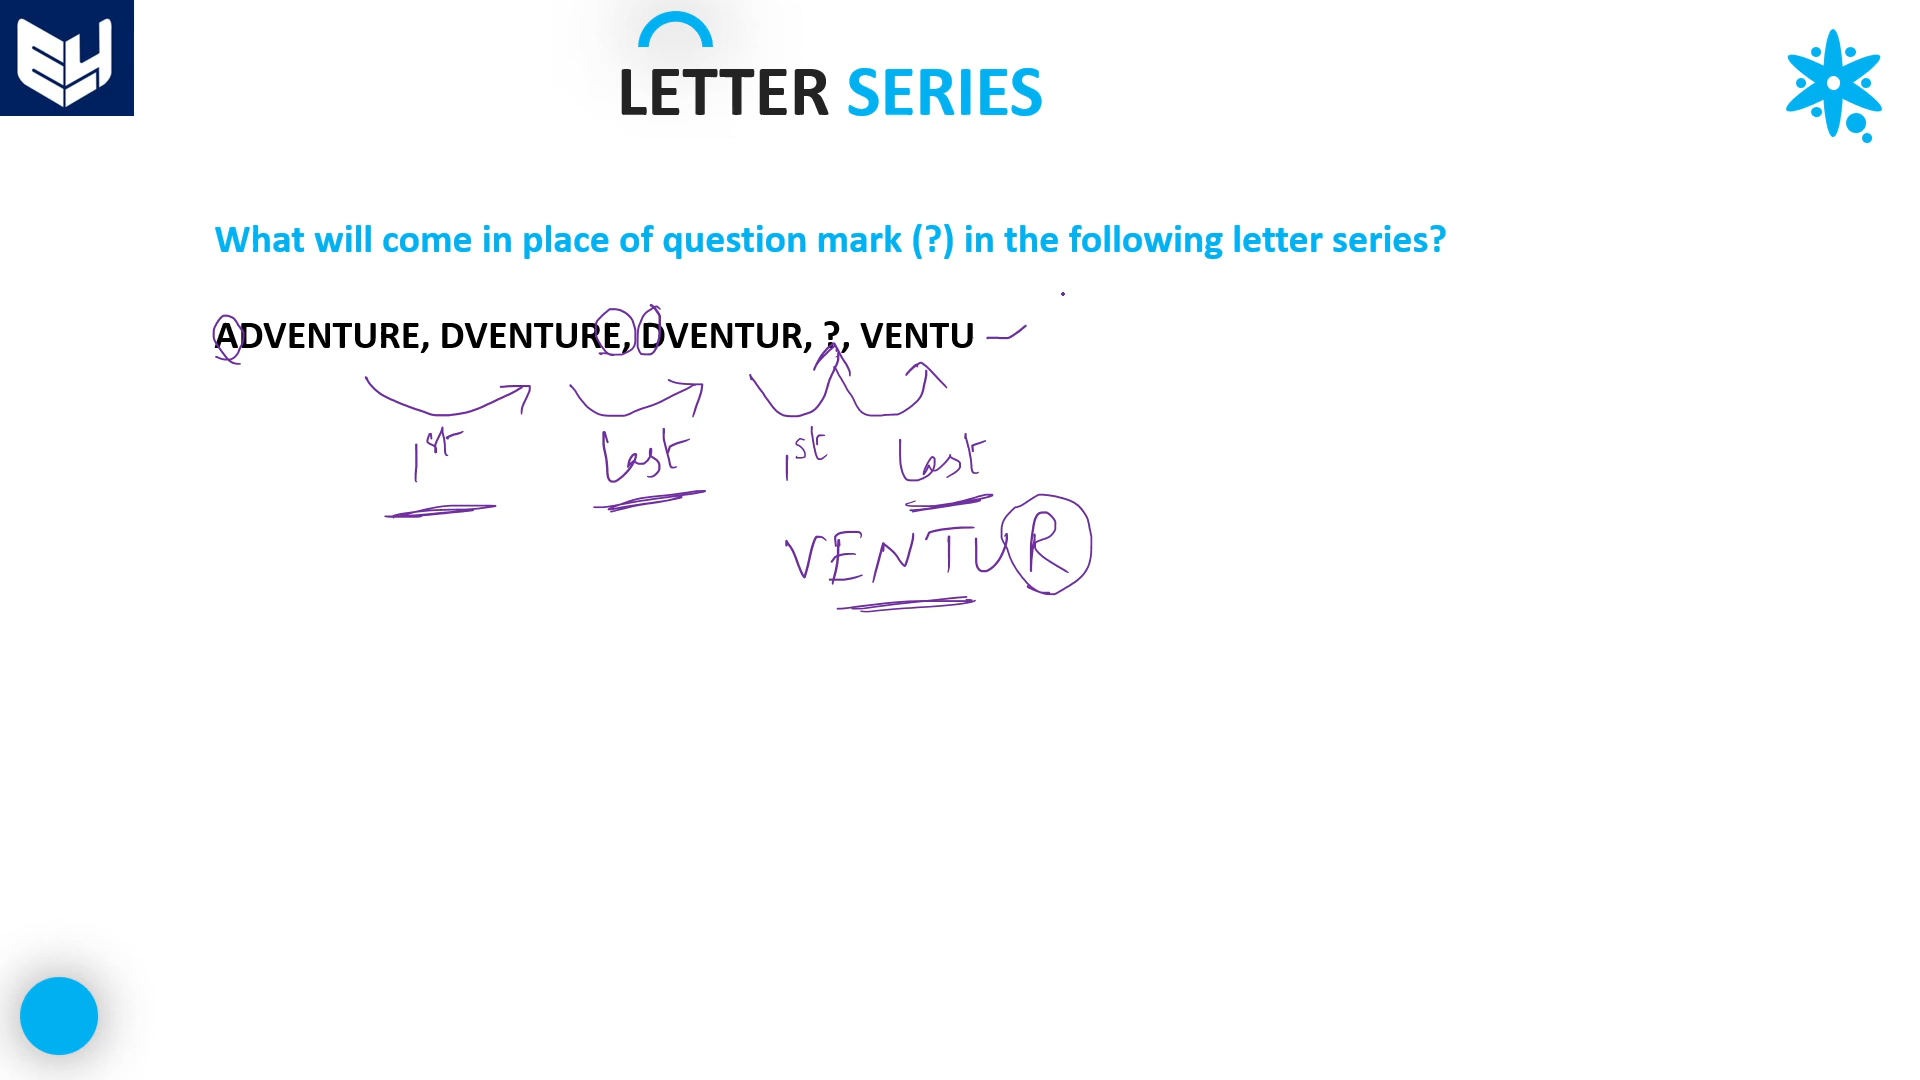 LETTER SERIES
What will come in place of question mark (?) in the following letter series?
ADVENTURE, DVENTURE, DVENTUR, ?, VENTU
1st Last 1st Last
VENTUR